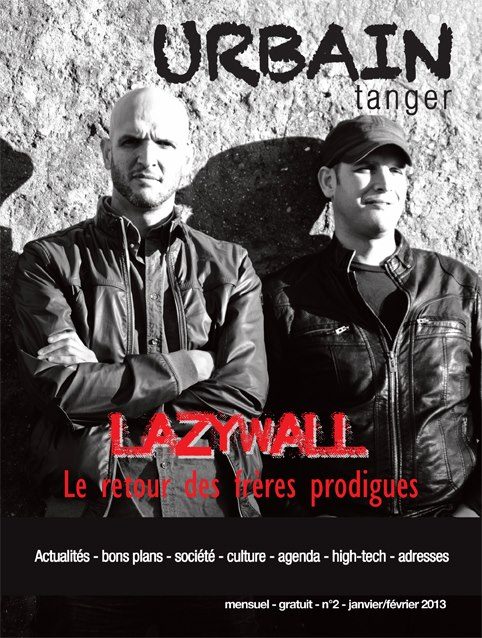 URBAIN
tanger
LAZYWALL
Le retour des frères prodigues
Actualités - bons plans - société - culture - agenda - high-tech - adresses
mensuel - gratuit - n°2 - janvier/février 2013